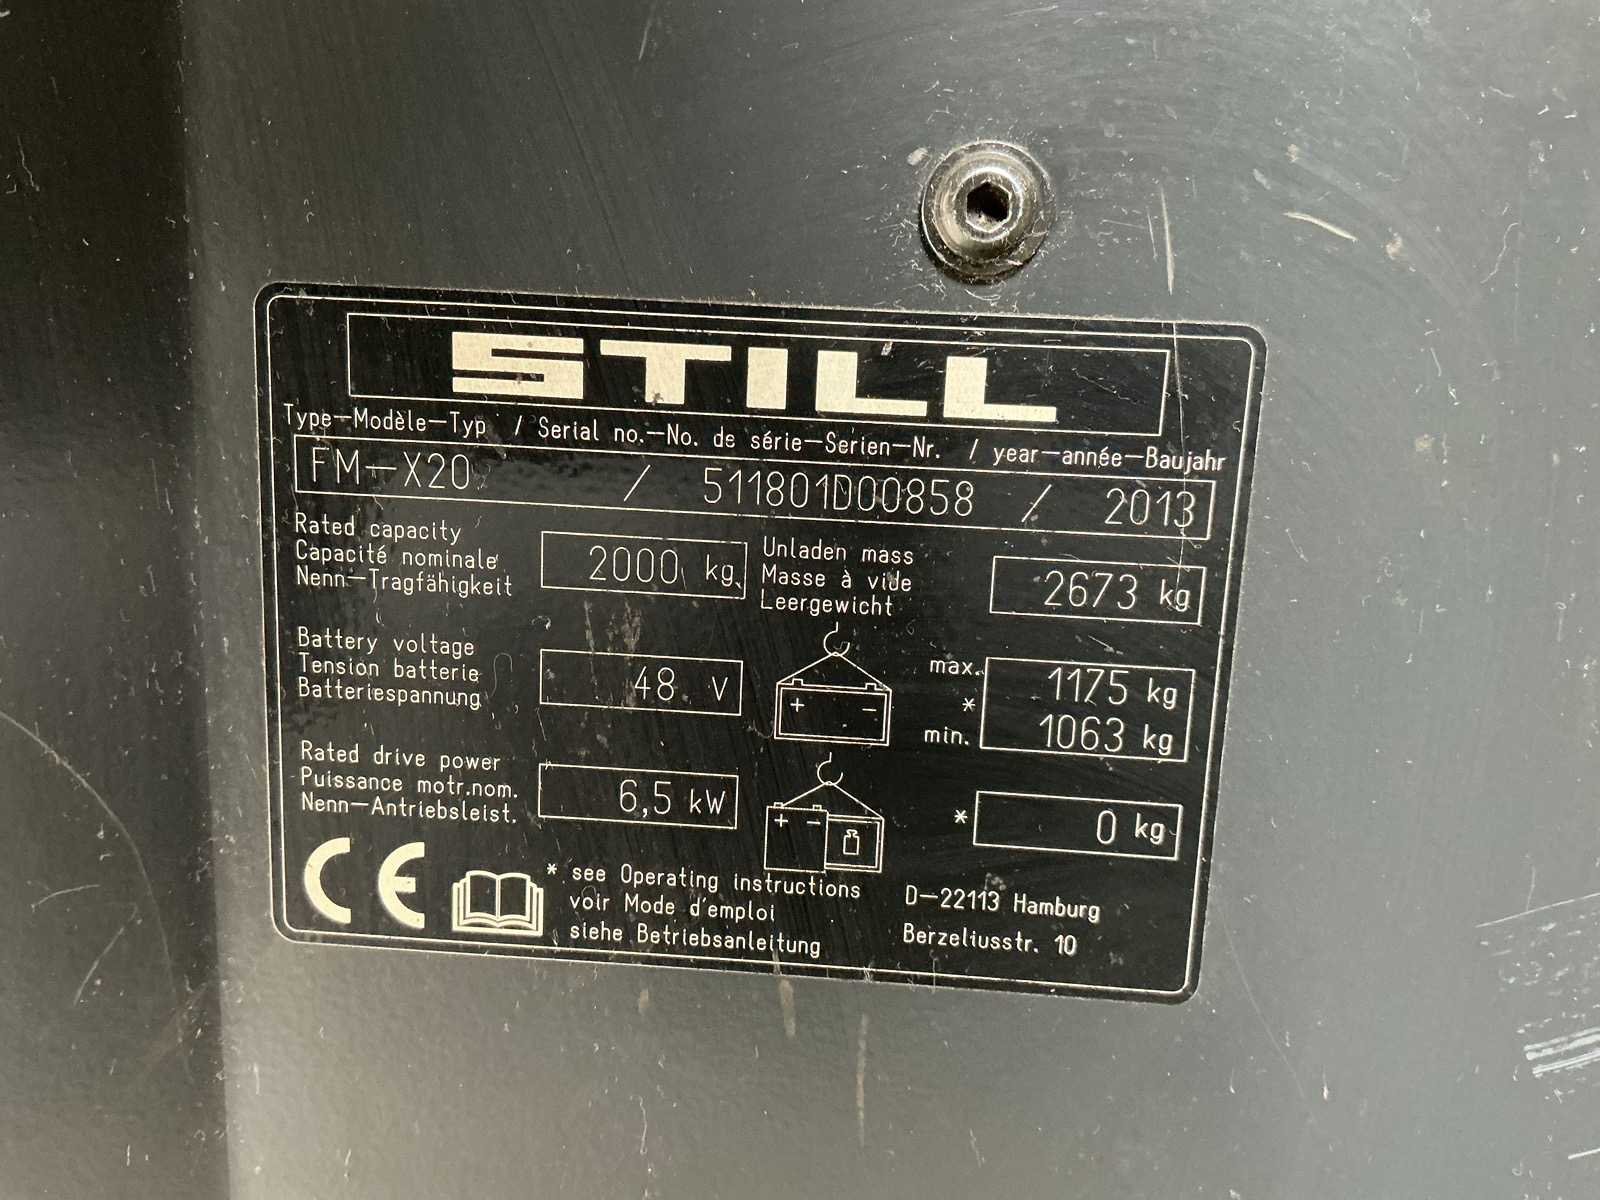 STILL
Type-Modèle-Typ / Serial no.-No. de série-Serien-Nr. / year-année-Baujahr
FM-X20 / 511801D00858 / 2013
Rated capacity
Capacité nominale
Nenn-Tragfähigkeit
2000 kg
Unladen mass
Masse à vide
Leergewicht
2673 kg
Battery voltage
Tension batterie
Batteriespannung
48 V
+ -
max. 1175 kg
*
min. 1063 kg
Rated drive power
Puissance motr.nom.
Nenn-Antriebsleist.
6,5 kW
+ -
* 0 kg
CE
* see Operating instructions
voir Mode d'emploi
siehe Betriebsanleitung
D-22113 Hamburg
Berzeliusstr. 10